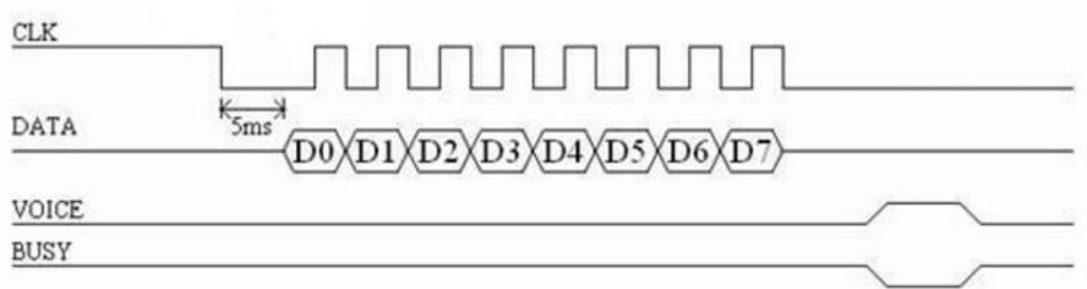 CLK
5ms
DATA
D0 D1 D2 D3 D4 D5 D6 D7
VOICE
BUSY